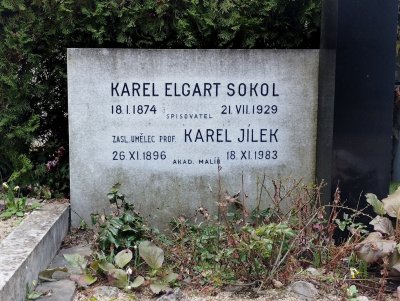 KAREL ELGART SOKOL
18.I.1874 SPISOVATEL 21.VII.1929
ZASL. UMĚLEC PROF. KAREL JÍLEK
26.XI.1896 AKAD. MALÍŘ 18.XI.1983